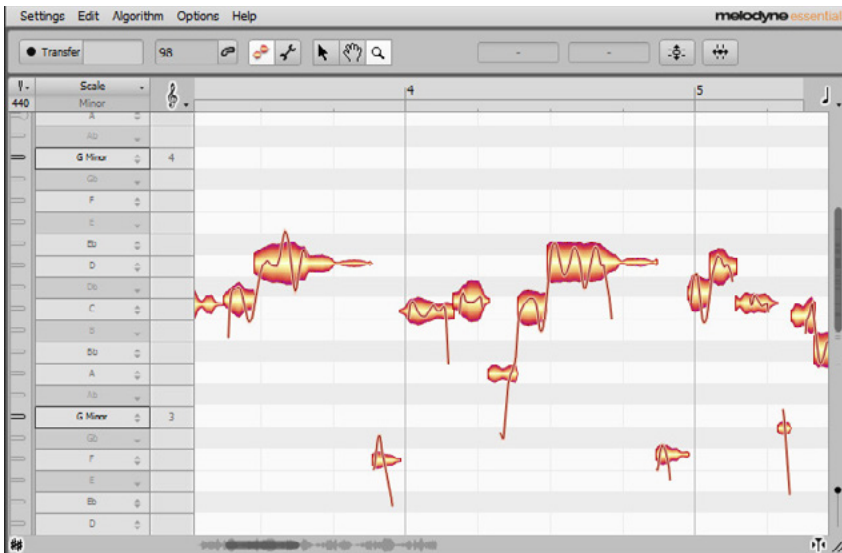 Settings Edit Algorithm Options Help melodyne essential
Transfer 98 - -
Scale 4 5
440 Minor
A
Ab
G Minor 4
Gb
F
E
Eb
D
Db
C
B
Bb
A
Ab
G Minor 3
Gb
F
E
Eb
D